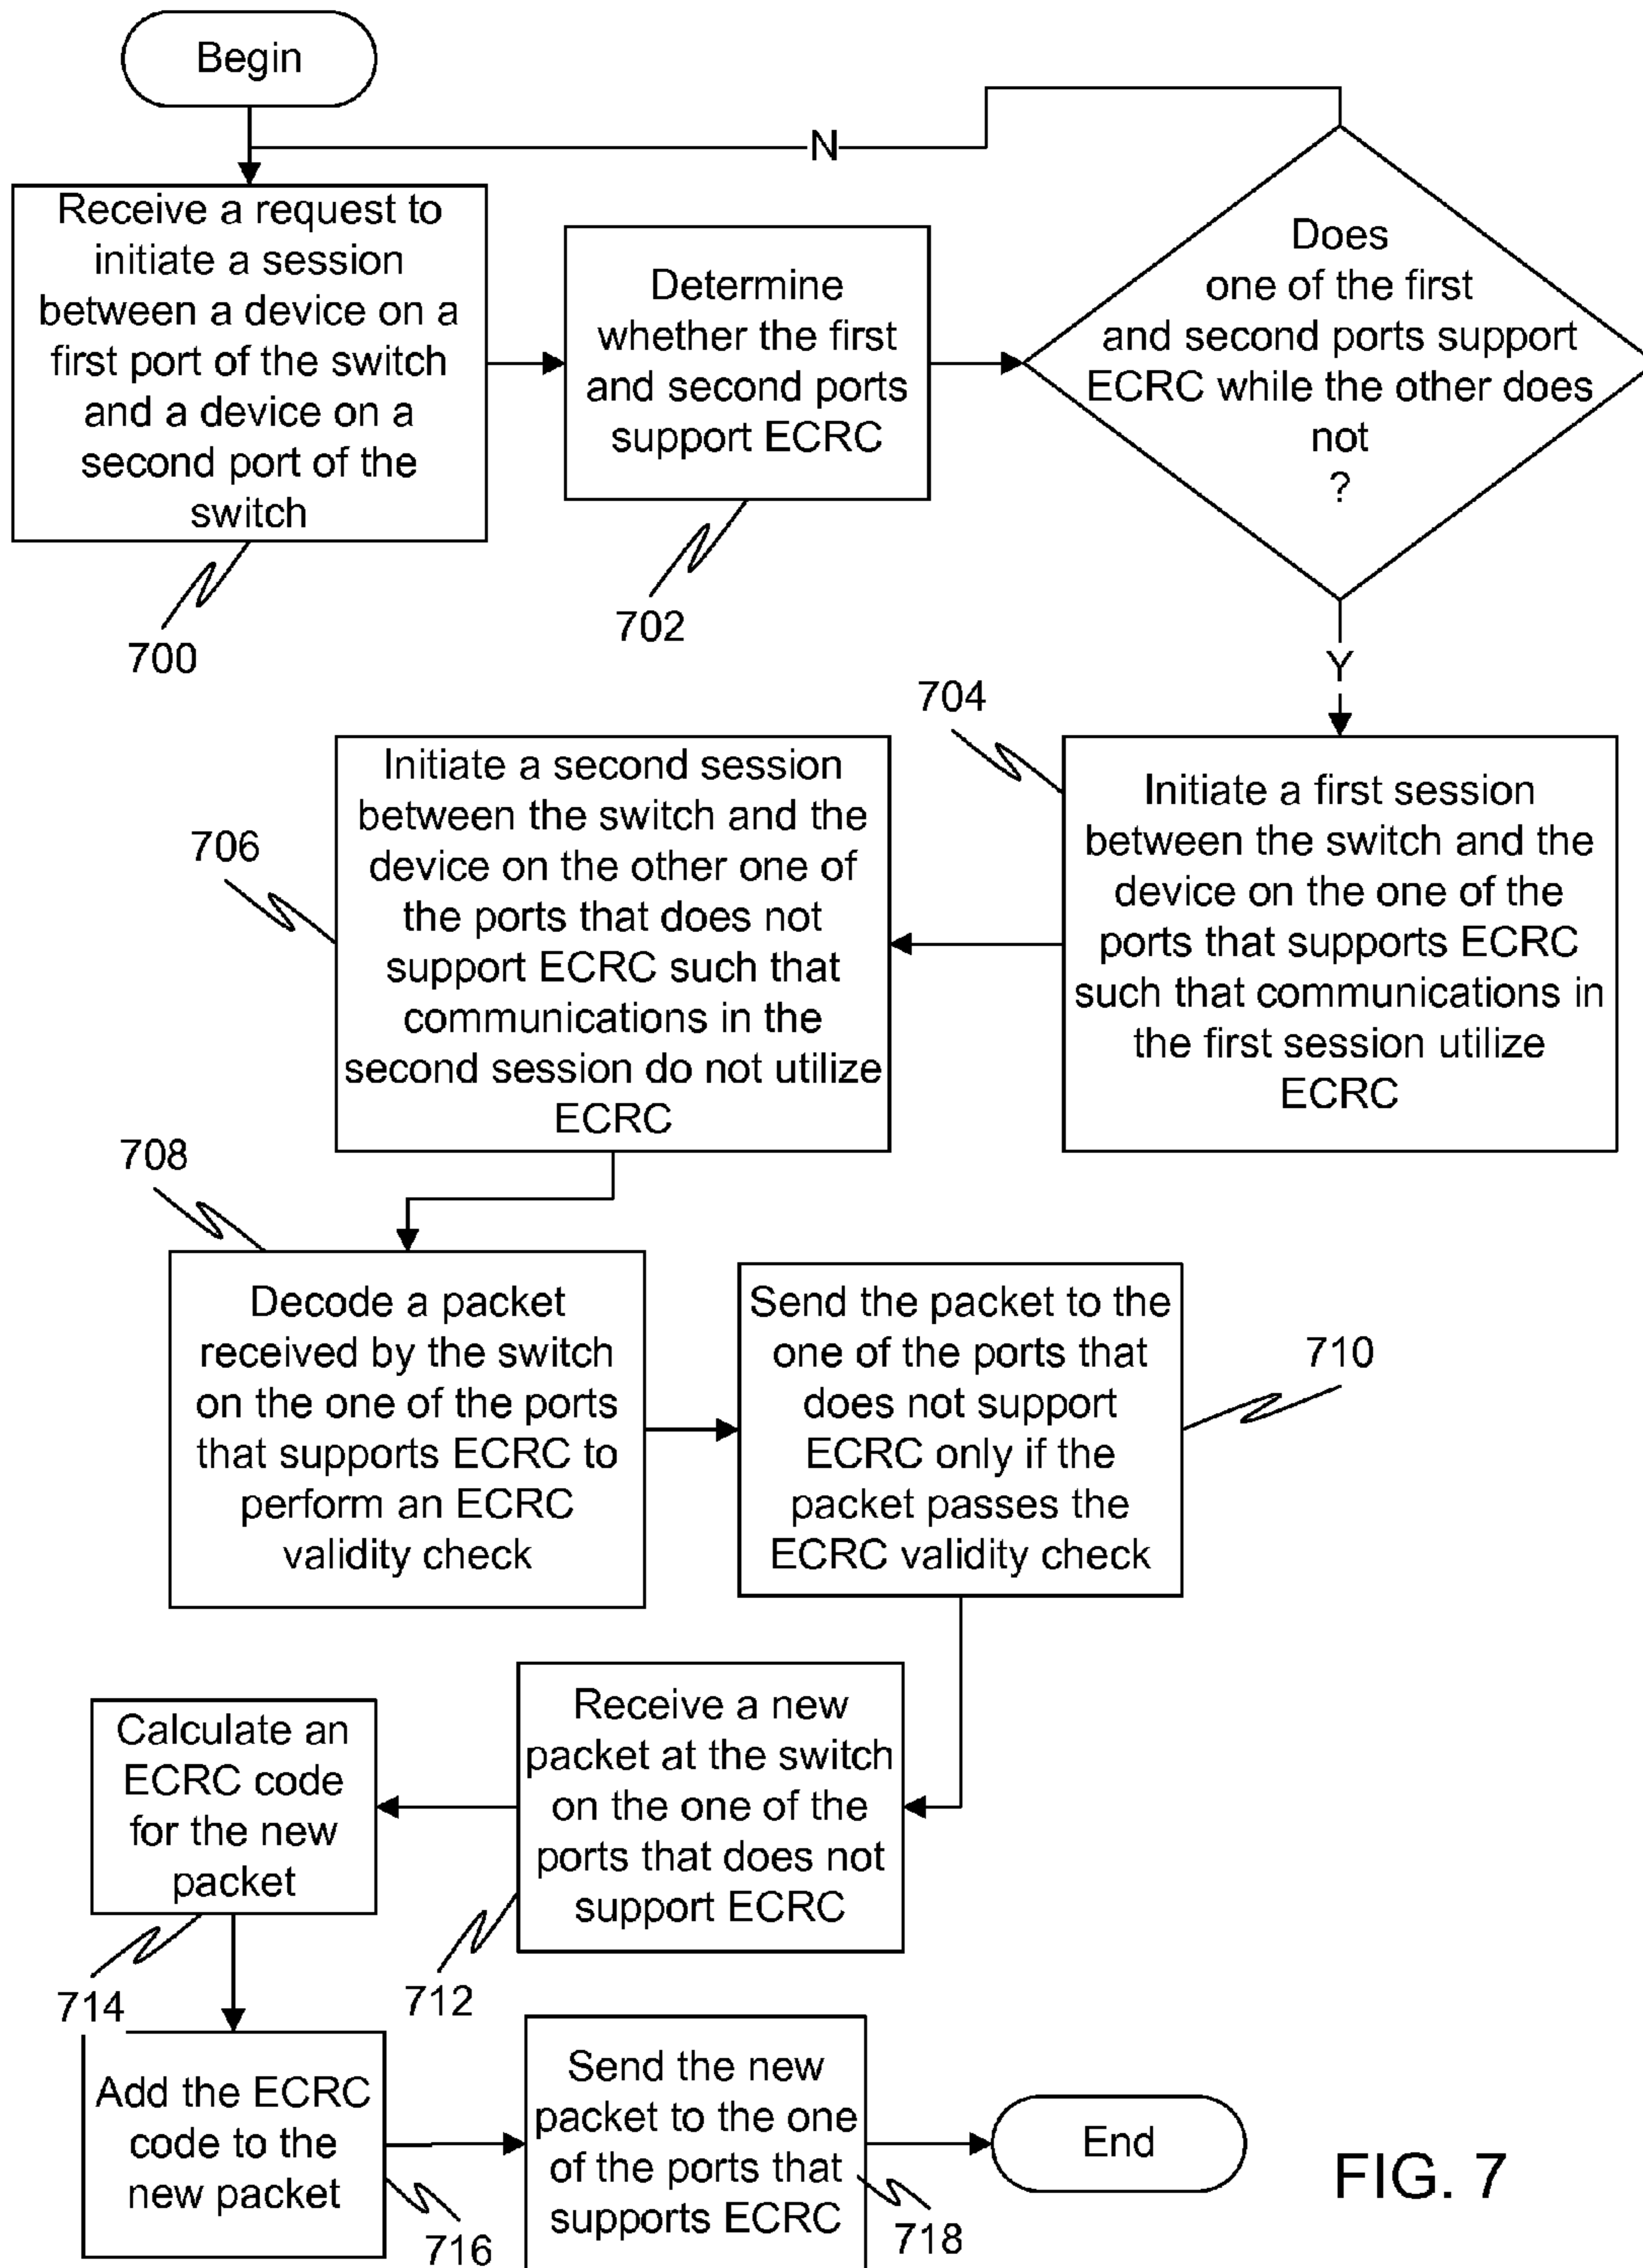 Begin
N
Receive a request to
initiate a session
between a device on a
first port of the switch
and a device on a
second port of the
switch
700
Determine
whether the first
and second ports
support ECRC
702
Does
one of the first
and second ports support
ECRC while the other does
not
?
Y
704
Initiate a first session
between the switch and the
device on the one of the
ports that supports ECRC
such that communications in
the first session utilize
ECRC
706
Initiate a second session
between the switch and the
device on the other one of
the ports that does not
support ECRC such that
communications in the
second session do not utilize
ECRC
708
Decode a packet
received by the switch
on the one of the ports
that supports ECRC to
perform an ECRC
validity check
Send the packet to the
one of the ports that
does not support
ECRC only if the
packet passes the
ECRC validity check
710
Receive a new
packet at the switch
on the one of the
ports that does not
support ECRC
712
Calculate an
ECRC code
for the new
packet
714
Add the ECRC
code to the
new packet
716
Send the new
packet to the one
of the ports that
supports ECRC
718
End
FIG. 7